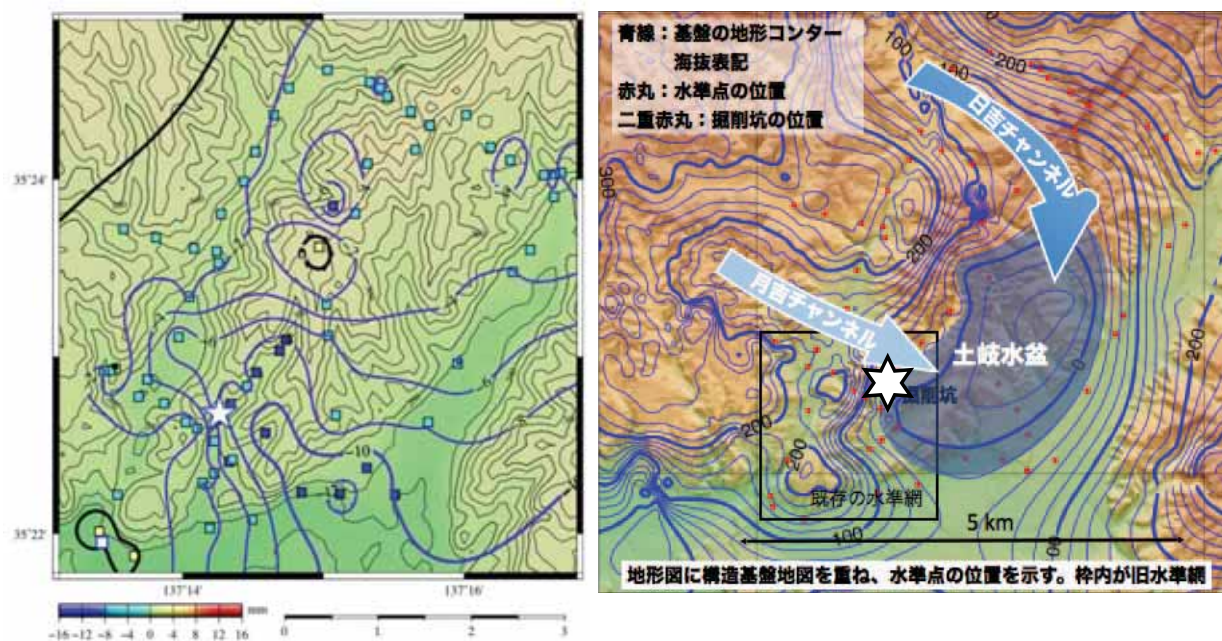 35°24'
35°22'
137°14'
137°16'
-10
mm
-16 -12 -8 -4 0 4 8 12 16
0 1 2 3
青線：基盤の地形コンター
海抜表記
赤丸：水準点の位置
二重赤丸：掘削坑の位置
100
100
200
日吉チャンネル
300
200
200
月吉チャンネル
土岐水盆
0
掘削坑
200
200
既存の水準網
100
5 km
地形図に構造基盤地図を重ね、水準点の位置を示す。枠内が旧水準網